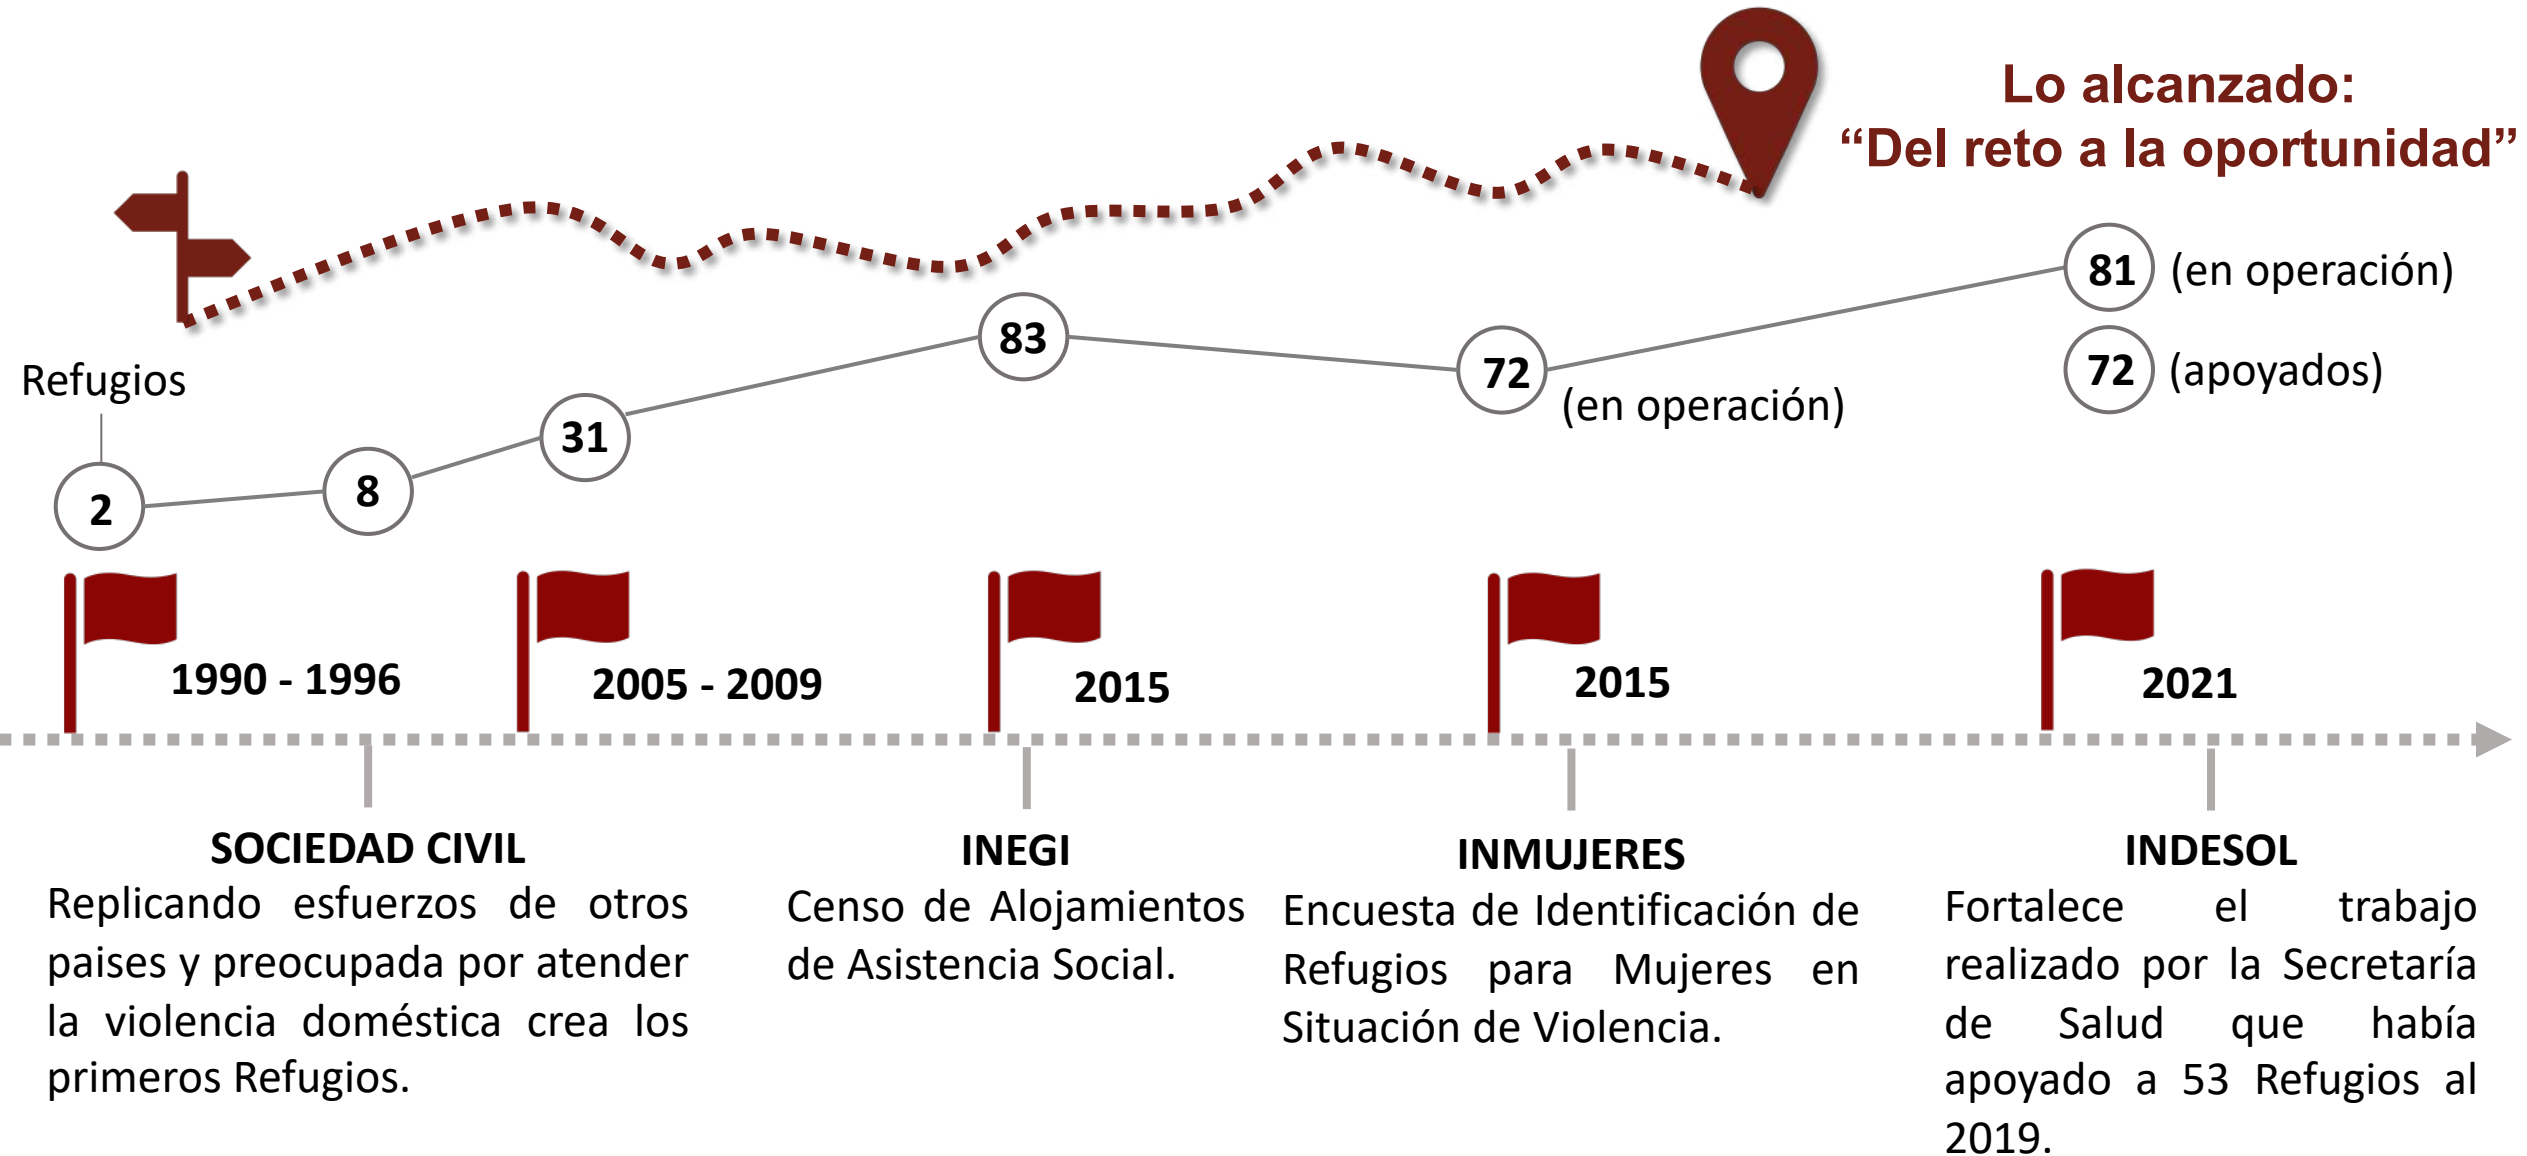 Lo alcanzado:
“Del reto a la oportunidad”
81 (en operación)
83
72
(en operación)
72 (apoyados)
Refugios
31
8
2
1990 - 1996
2005 - 2009
2015
2015
2021
SOCIEDAD CIVIL
Replicando esfuerzos de otros
paises y preocupada por atender
la violencia doméstica crea los
primeros Refugios.
INEGI
Censo de Alojamientos
de Asistencia Social.
INMUJERES
Encuesta de Identificación de
Refugios para Mujeres en
Situación de Violencia.
INDESOL
Fortalece el trabajo
realizado por la Secretaría
de Salud que había
apoyado a 53 Refugios al
2019.